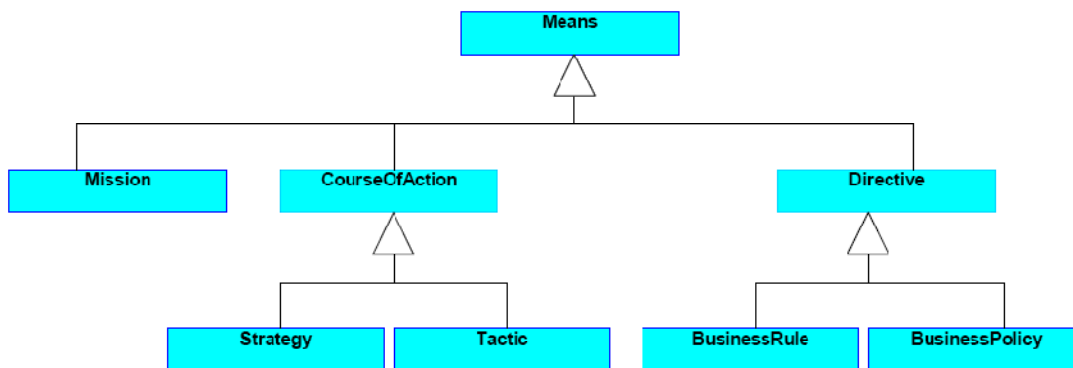 Means
Mission
CourseOfAction
Directive
Strategy
Tactic
BusinessRule
BusinessPolicy